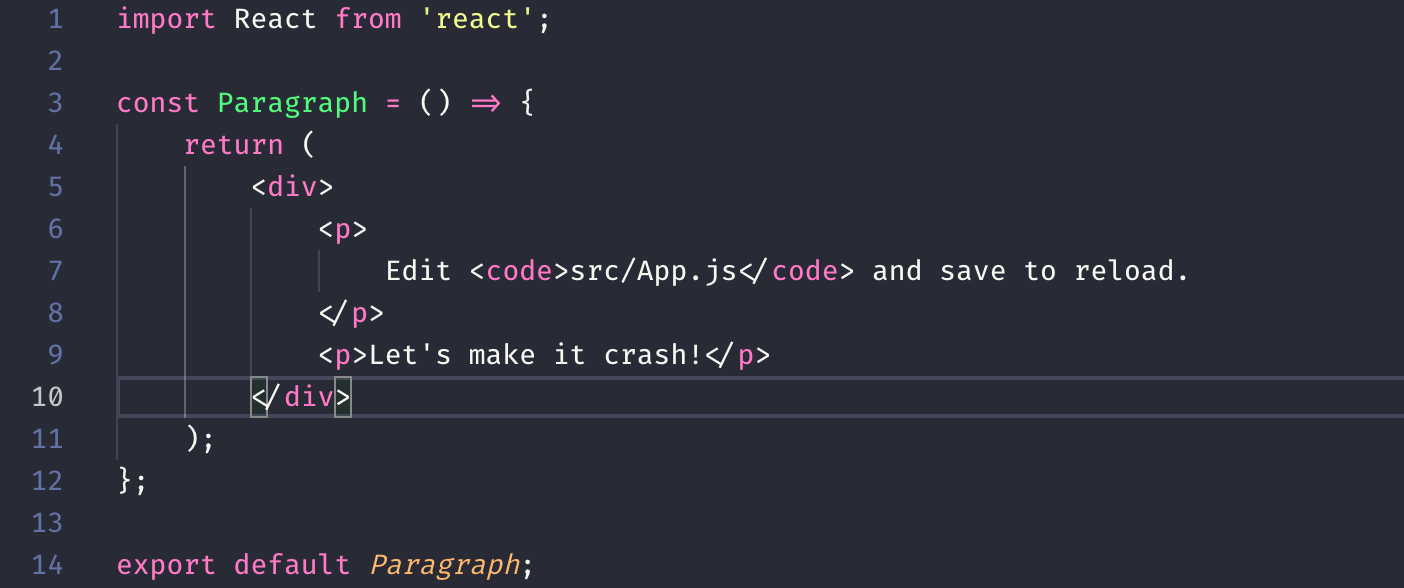 1 import React from 'react';
2
3 const Paragraph = () => {
4     return (
5         <div>
6             <p>
7                 Edit <code>src/App.js</code> and save to reload.
8             </p>
9             <p>Let's make it crash!</p>
10         </div>
11     );
12 };
13
14 export default Paragraph;